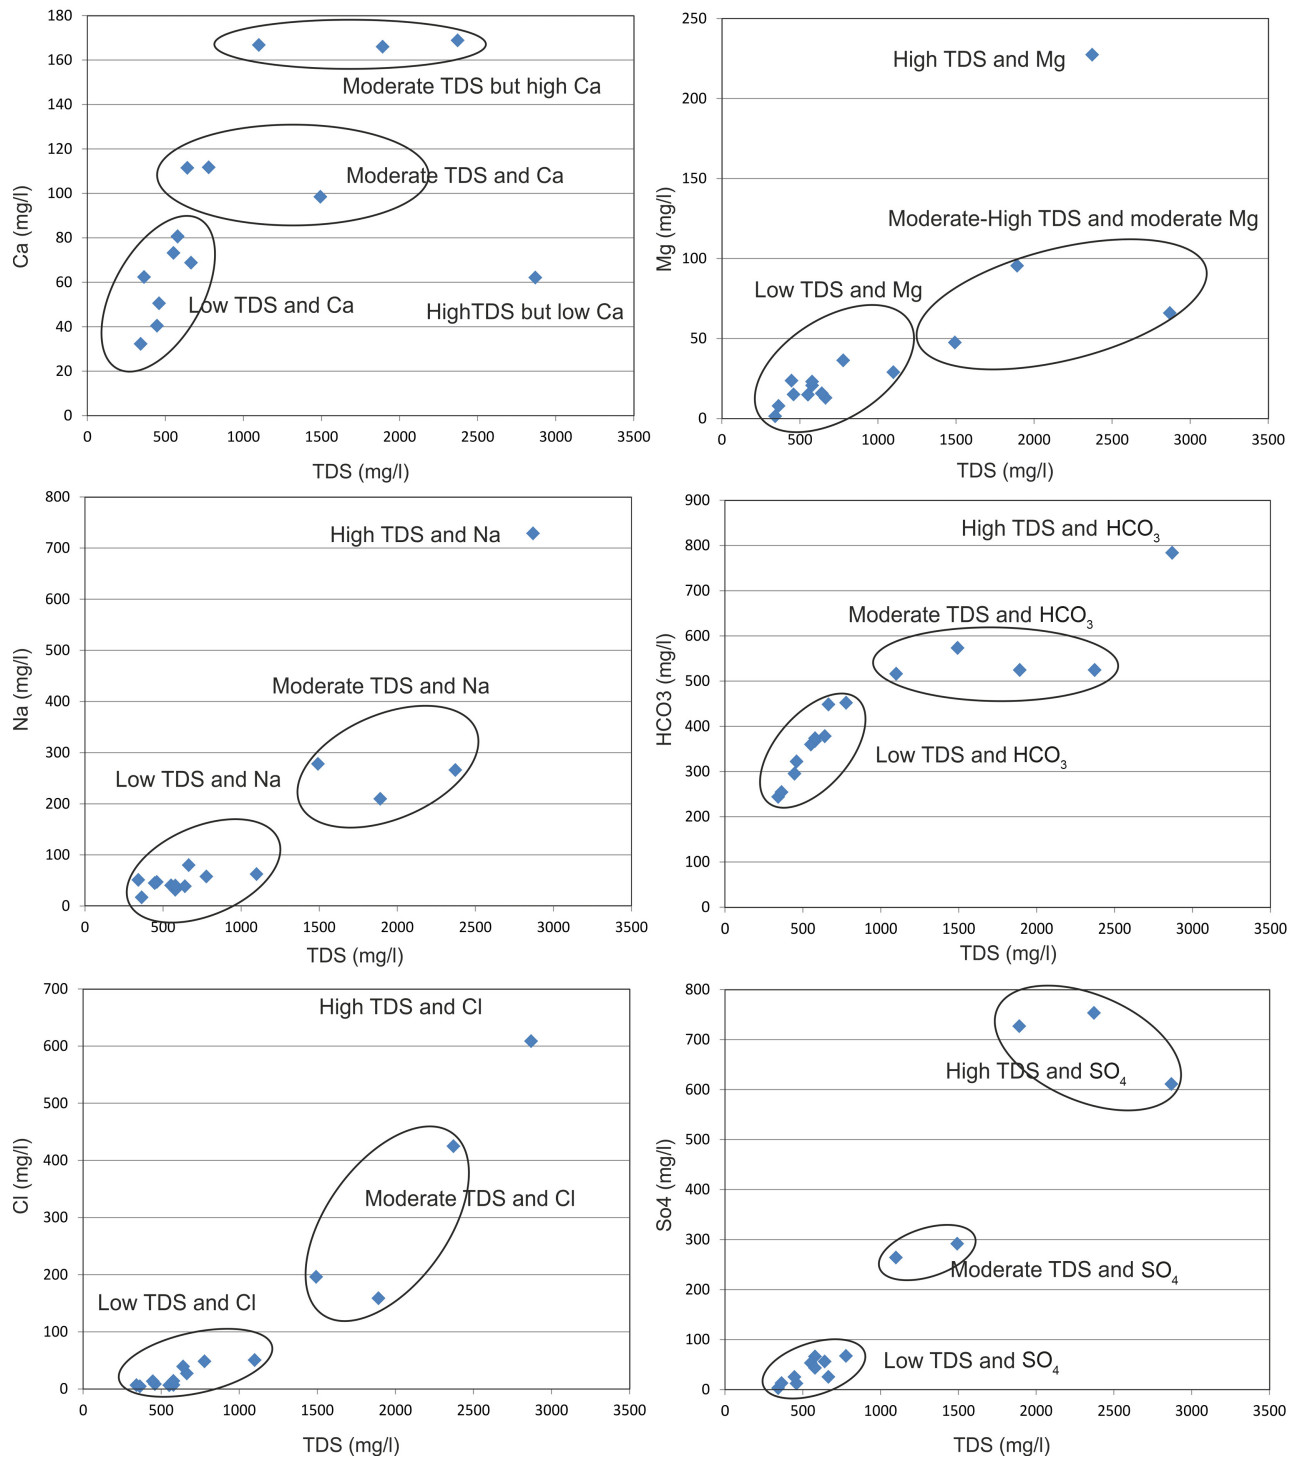 180
160
140
120
100
80
60
40
20
0
Ca (mg/l)
Moderate TDS but high Ca
Moderate TDS and Ca
Low TDS and Ca
HighTDS but low Ca
0 500 1000 1500 2000 2500 3000 3500
TDS (mg/l)
250
200
150
100
50
0
Mg (mg/l)
High TDS and Mg
Moderate-High TDS and moderate Mg
Low TDS and Mg
0 500 1000 1500 2000 2500 3000 3500
TDS (mg/l)
800
700
600
500
400
300
200
100
0
Na (mg/l)
High TDS and Na
Moderate TDS and Na
Low TDS and Na
0 500 1000 1500 2000 2500 3000 3500
TDS (mg/l)
900
800
700
600
500
400
300
200
100
0
HCO3 (mg/l)
High TDS and HCO₃
Moderate TDS and HCO₃
Low TDS and HCO₃
0 500 1000 1500 2000 2500 3000 3500
TDS (mg/l)
700
600
500
400
300
200
100
0
Cl (mg/l)
High TDS and Cl
Moderate TDS and Cl
Low TDS and Cl
0 500 1000 1500 2000 2500 3000 3500
TDS (mg/l)
800
700
600
500
400
300
200
100
0
So4 (mg/l)
High TDS and SO₄
Moderate TDS and SO₄
Low TDS and SO₄
0 500 1000 1500 2000 2500 3000 3500
TDS (mg/l)